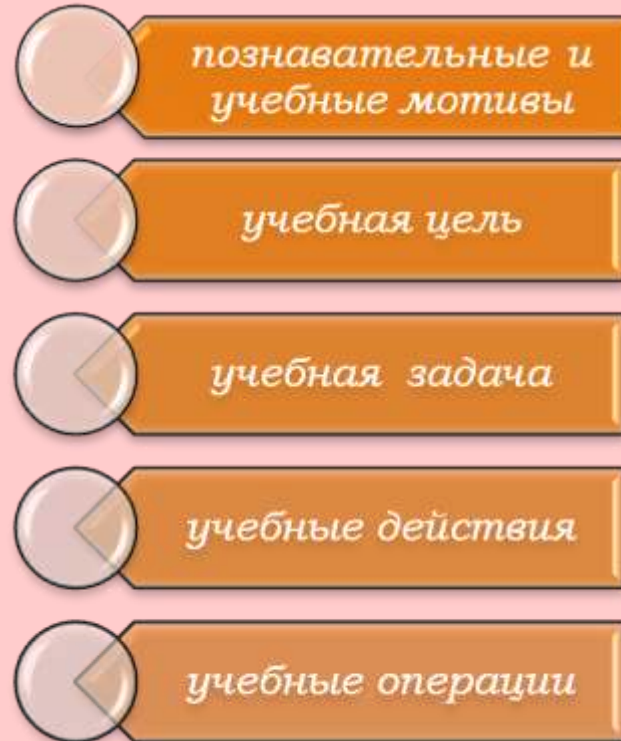 познавательные и
учебные мотивы
учебная цель
учебная задача
учебные действия
учебные операции